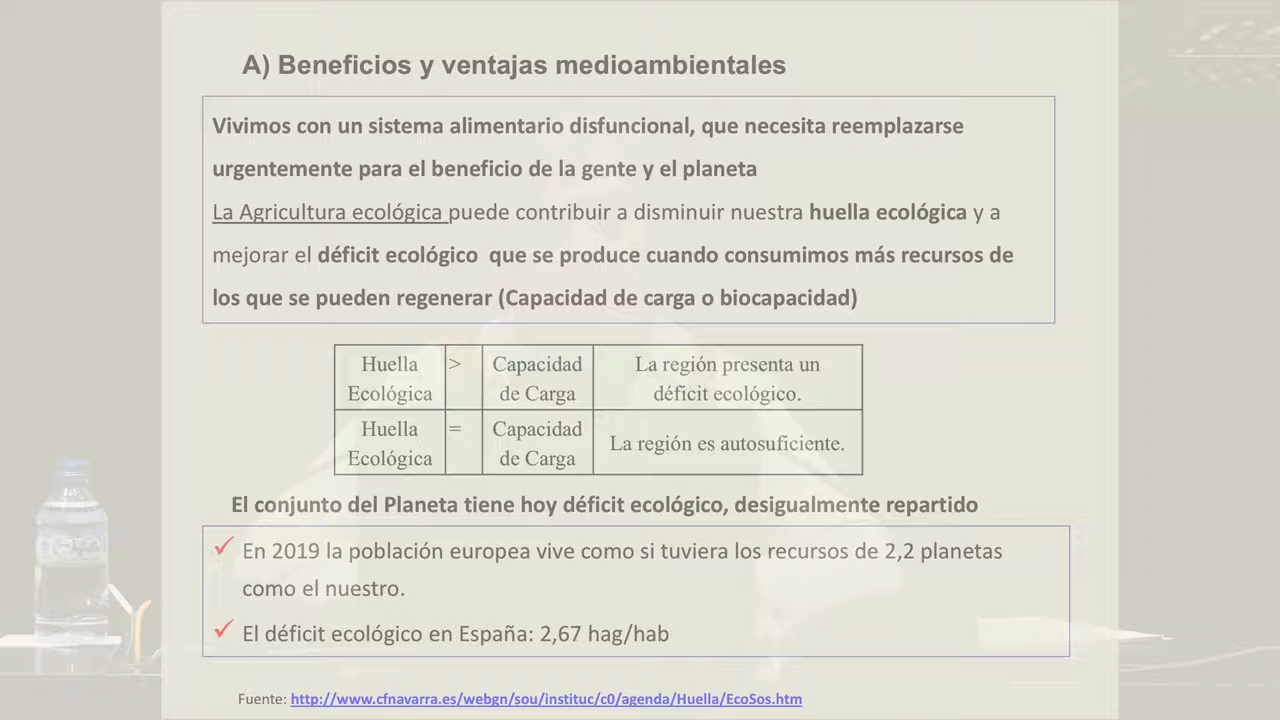 A) Beneficios y ventajas medioambientales
Vivimos con un sistema alimentario disfuncional, que necesita reemplazarse
urgentemente para el beneficio de la gente y el planeta
La Agricultura ecológica puede contribuir a disminuir nuestra huella ecológica y a
mejorar el déficit ecológico que se produce cuando consumimos más recursos de
los que se pueden regenerar (Capacidad de carga o biocapacidad)
Huella Ecológica > Capacidad de Carga La región presenta un déficit ecológico.
Huella Ecológica = Capacidad de Carga La región es autosuficiente.
El conjunto del Planeta tiene hoy déficit ecológico, desigualmente repartido
En 2019 la población europea vive como si tuviera los recursos de 2,2 planetas
como el nuestro.
El déficit ecológico en España: 2,67 hag/hab
Fuente: http://www.cfnavarra.es/webgn/sou/instituc/c0/agenda/Huella/EcoSos.htm